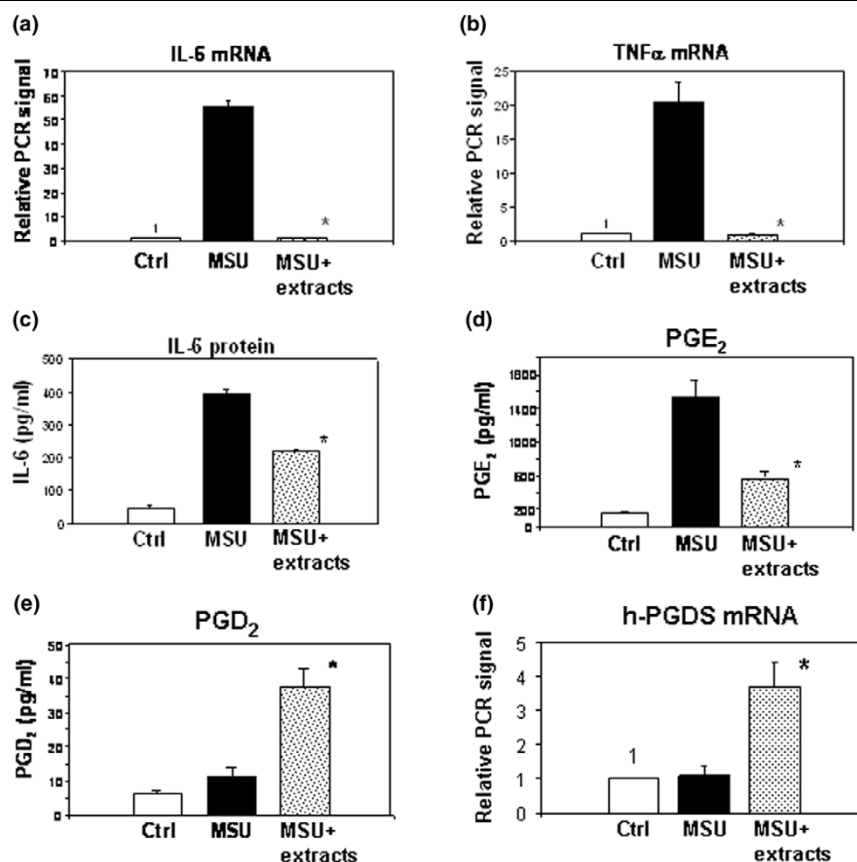 (a)
IL-6 mRNA
Relative PCR signal
70
60
50
40
30
20
10
0
1
*
Ctrl MSU MSU+
extracts
(b)
TNFα mRNA
Relative PCR signal
25
20
15
10
5
0
1
*
Ctrl MSU MSU+
extracts
(c)
IL-6 protein
IL-6 (pg/ml)
500
400
300
200
100
0
*
Ctrl MSU MSU+
extracts
(d)
PGE₂
PGE₂ (pg/ml)
1800
1400
1000
600
200
0
*
Ctrl MSU MSU+
extracts
(e)
PGD₂
PGD₂ (pg/ml)
50
40
30
20
10
0
*
Ctrl MSU MSU+
extracts
(f)
h-PGDS mRNA
Relative PCR signal
5
4
3
2
1
0
1
*
Ctrl MSU MSU+
extracts